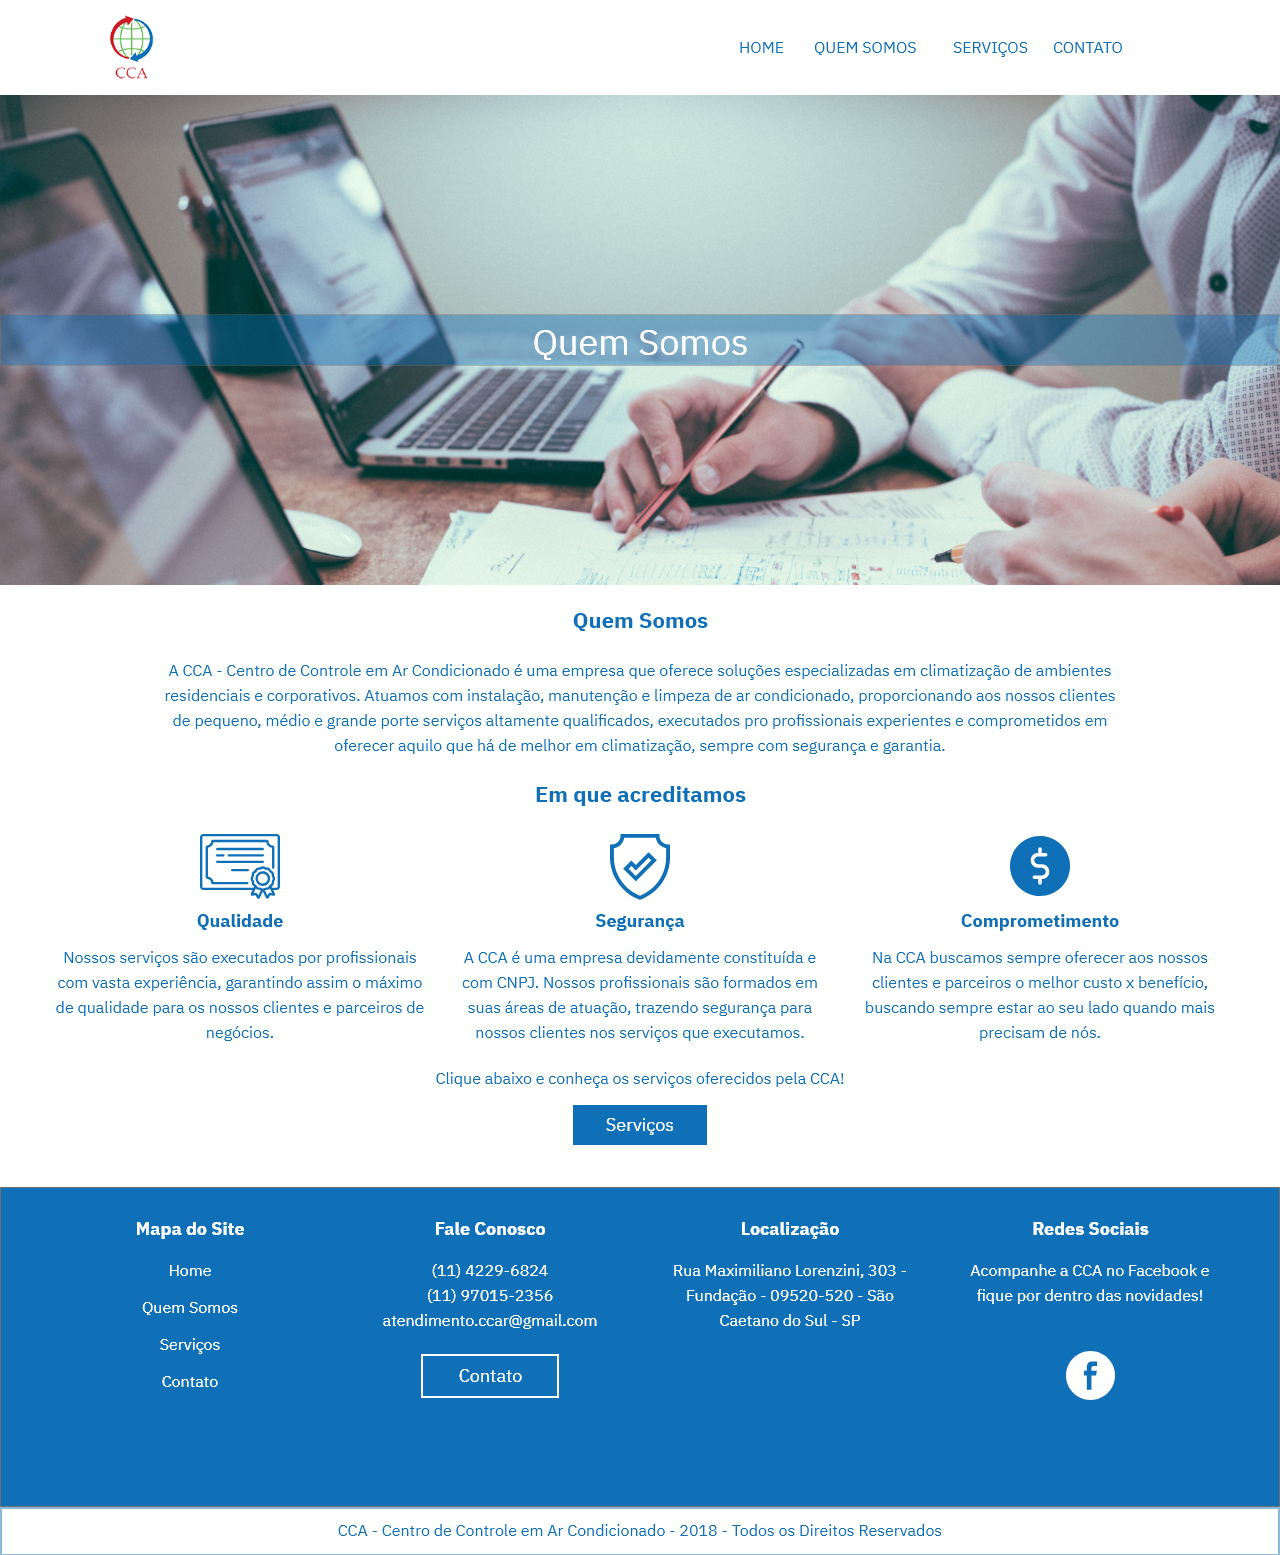 CCA
HOME QUEM SOMOS SERVIÇOS CONTATO
Quem Somos
Quem Somos
A CCA - Centro de Controle em Ar Condicionado é uma empresa que oferece soluções especializadas em climatização de ambientes
residenciais e corporativos. Atuamos com instalação, manutenção e limpeza de ar condicionado, proporcionando aos nossos clientes
de pequeno, médio e grande porte serviços altamente qualificados, executados pro profissionais experientes e comprometidos em
oferecer aquilo que há de melhor em climatização, sempre com segurança e garantia.
Em que acreditamos
Qualidade
Nossos serviços são executados por profissionais
com vasta experiência, garantindo assim o máximo
de qualidade para os nossos clientes e parceiros de
negócios.
Segurança
A CCA é uma empresa devidamente constituída e
com CNPJ. Nossos profissionais são formados em
suas áreas de atuação, trazendo segurança para
nossos clientes nos serviços que executamos.
$
Comprometimento
Na CCA buscamos sempre oferecer aos nossos
clientes e parceiros o melhor custo x benefício,
buscando sempre estar ao seu lado quando mais
precisam de nós.
Clique abaixo e conheça os serviços oferecidos pela CCA!
Serviços
Mapa do Site
Home
Quem Somos
Serviços
Contato
Fale Conosco
(11) 4229-6824
(11) 97015-2356
atendimento.ccar@gmail.com
Contato
Localização
Rua Maximiliano Lorenzini, 303 -
Fundação - 09520-520 - São
Caetano do Sul - SP
Redes Sociais
Acompanhe a CCA no Facebook e
fique por dentro das novidades!
f
CCA - Centro de Controle em Ar Condicionado - 2018 - Todos os Direitos Reservados